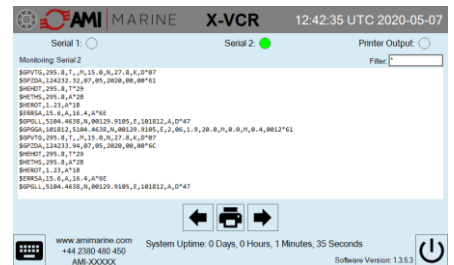 AMI MARINE X-VCR 12:42:35 UTC 2020-05-07
Serial 1: Serial 2: Printer Output:
Monitoring: Serial 2 Filter: *
$GPVTG,295.8,T,,M,15.0,N,27.8,K,D*07
$GPZDA,124232.32,07,05,2020,00,00*61
$HEHDT,295.8,T*29
$HETHS,295.8,A*2B
$HEROT,1.23,A*1B
$ERRSA,15.6,A,16.4,A*6E
$GPGLL,5104.4638,N,00129.9105,E,101812,A,D*47
$GPGGA,101812,5104.4638,N,00129.9105,E,2,06,1.9,20.0,M,0.0,M,0.4,0012*61
$GPVTG,295.8,T,,M,15.0,N,27.8,K,D*07
$GPZDA,124233.94,07,05,2020,00,00*6C
$HEHDT,295.8,T*29
$HETHS,295.8,A*2B
$HEROT,1.23,A*1B
$ERRSA,15.6,A,16.4,A*6E
$GPGLL,5104.4638,N,00129.9105,E,101812,A,D*47
www.amimarine.com
+44 2380 480 450
AMI-XXXXX
System Uptime: 0 Days, 0 Hours, 1 Minutes, 35 Seconds
Software Version: 1.3.5.3